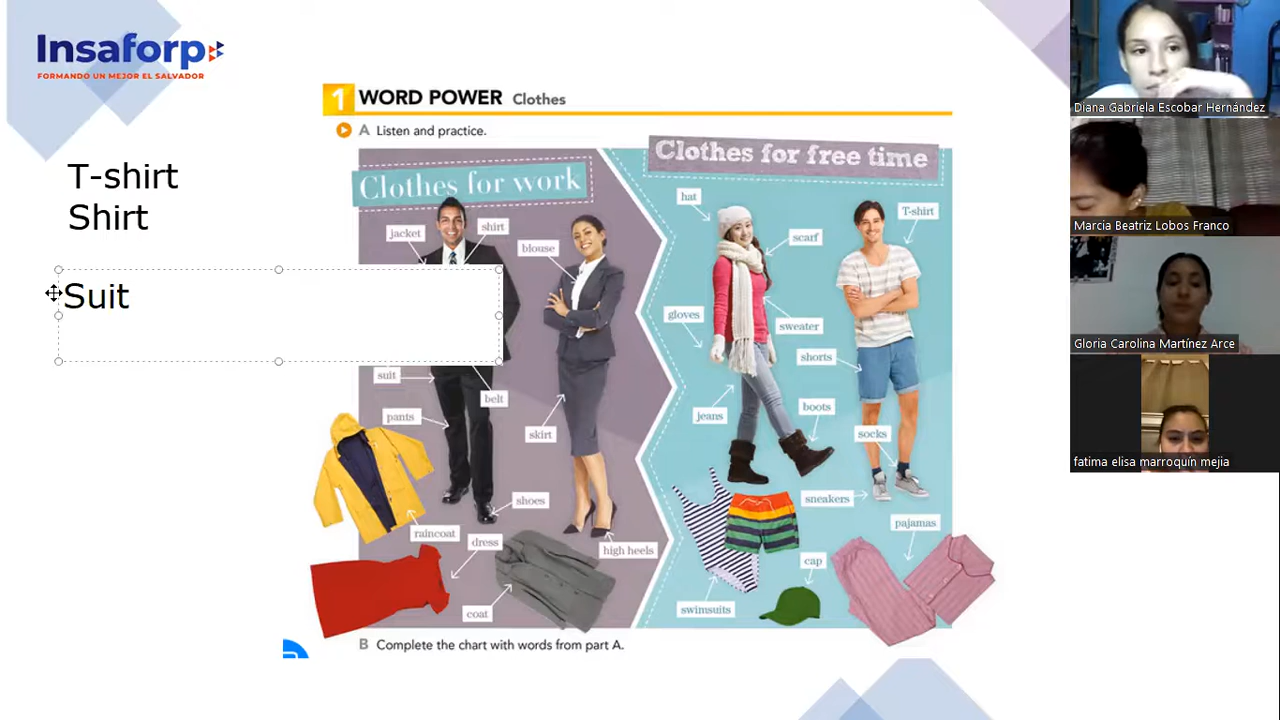 Insaforp
FORMANDO UN MEJOR EL SALVADOR
1 WORD POWER Clothes
A Listen and practice.
T-shirt
Shirt
Suit
Clothes for work
jacket
shirt
blouse
suit
belt
pants
skirt
shoes
raincoat
dress
high heels
coat
Clothes for free time
hat
T-shirt
scarf
gloves
sweater
shorts
jeans
boots
socks
sneakers
pajamas
cap
swimsuits
B Complete the chart with words from part A.
Diana Gabriela Escobar Hernández
Marcia Beatriz Lobos Franco
Gloria Carolina Martínez Arce
fatima elisa marroquín mejia